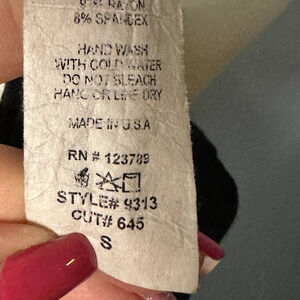 RAYON
8% SPANDEX
HAND WASH
WITH COLD WATER
DO NOT BLEACH
HANG OR LINE DRY
MADE IN U.S.A
RN # 123789
STYLE# 9313
CUT# 645
S